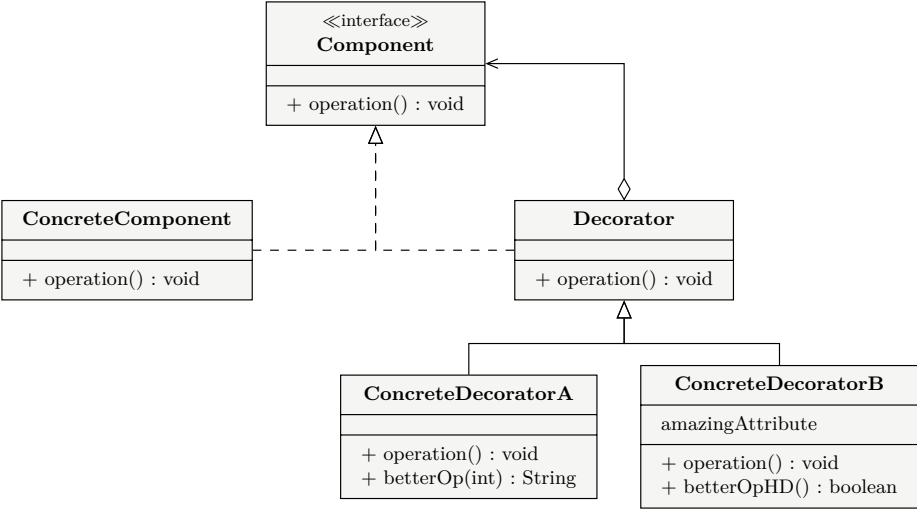 ≪interface≫
Component
+ operation() : void
ConcreteComponent
+ operation() : void
Decorator
+ operation() : void
ConcreteDecoratorA
+ operation() : void
+ betterOp(int) : String
ConcreteDecoratorB
amazingAttribute
+ operation() : void
+ betterOpHD() : boolean